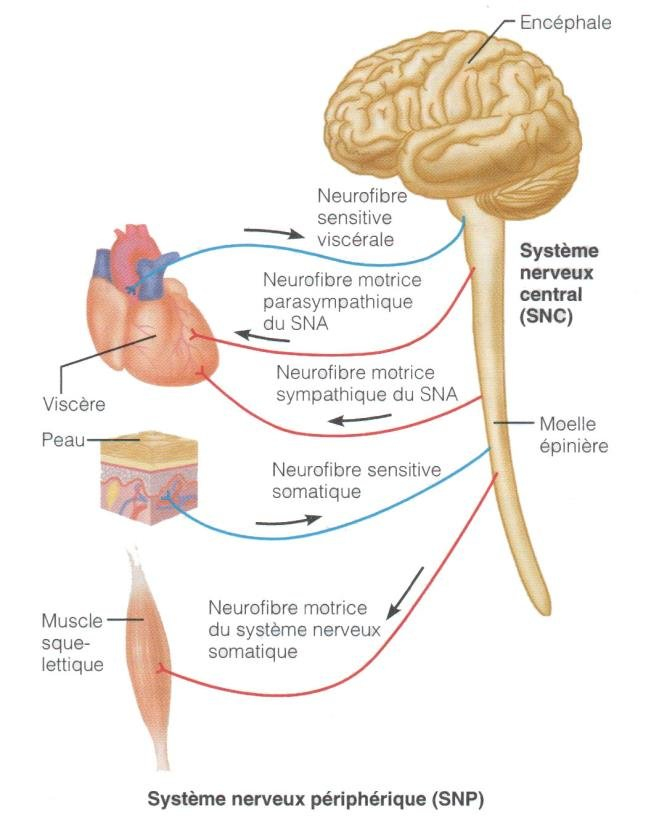 Encéphale
Neurofibre
sensitive
viscérale
Système
nerveux
central
(SNC)
Neurofibre motrice
parasympathique
du SNA
Neurofibre motrice
sympathique du SNA
Viscère
Moelle
épinière
Peau
Neurofibre sensitive
somatique
Neurofibre motrice
du système nerveux
somatique
Muscle
sque-
lettique
Système nerveux périphérique (SNP)